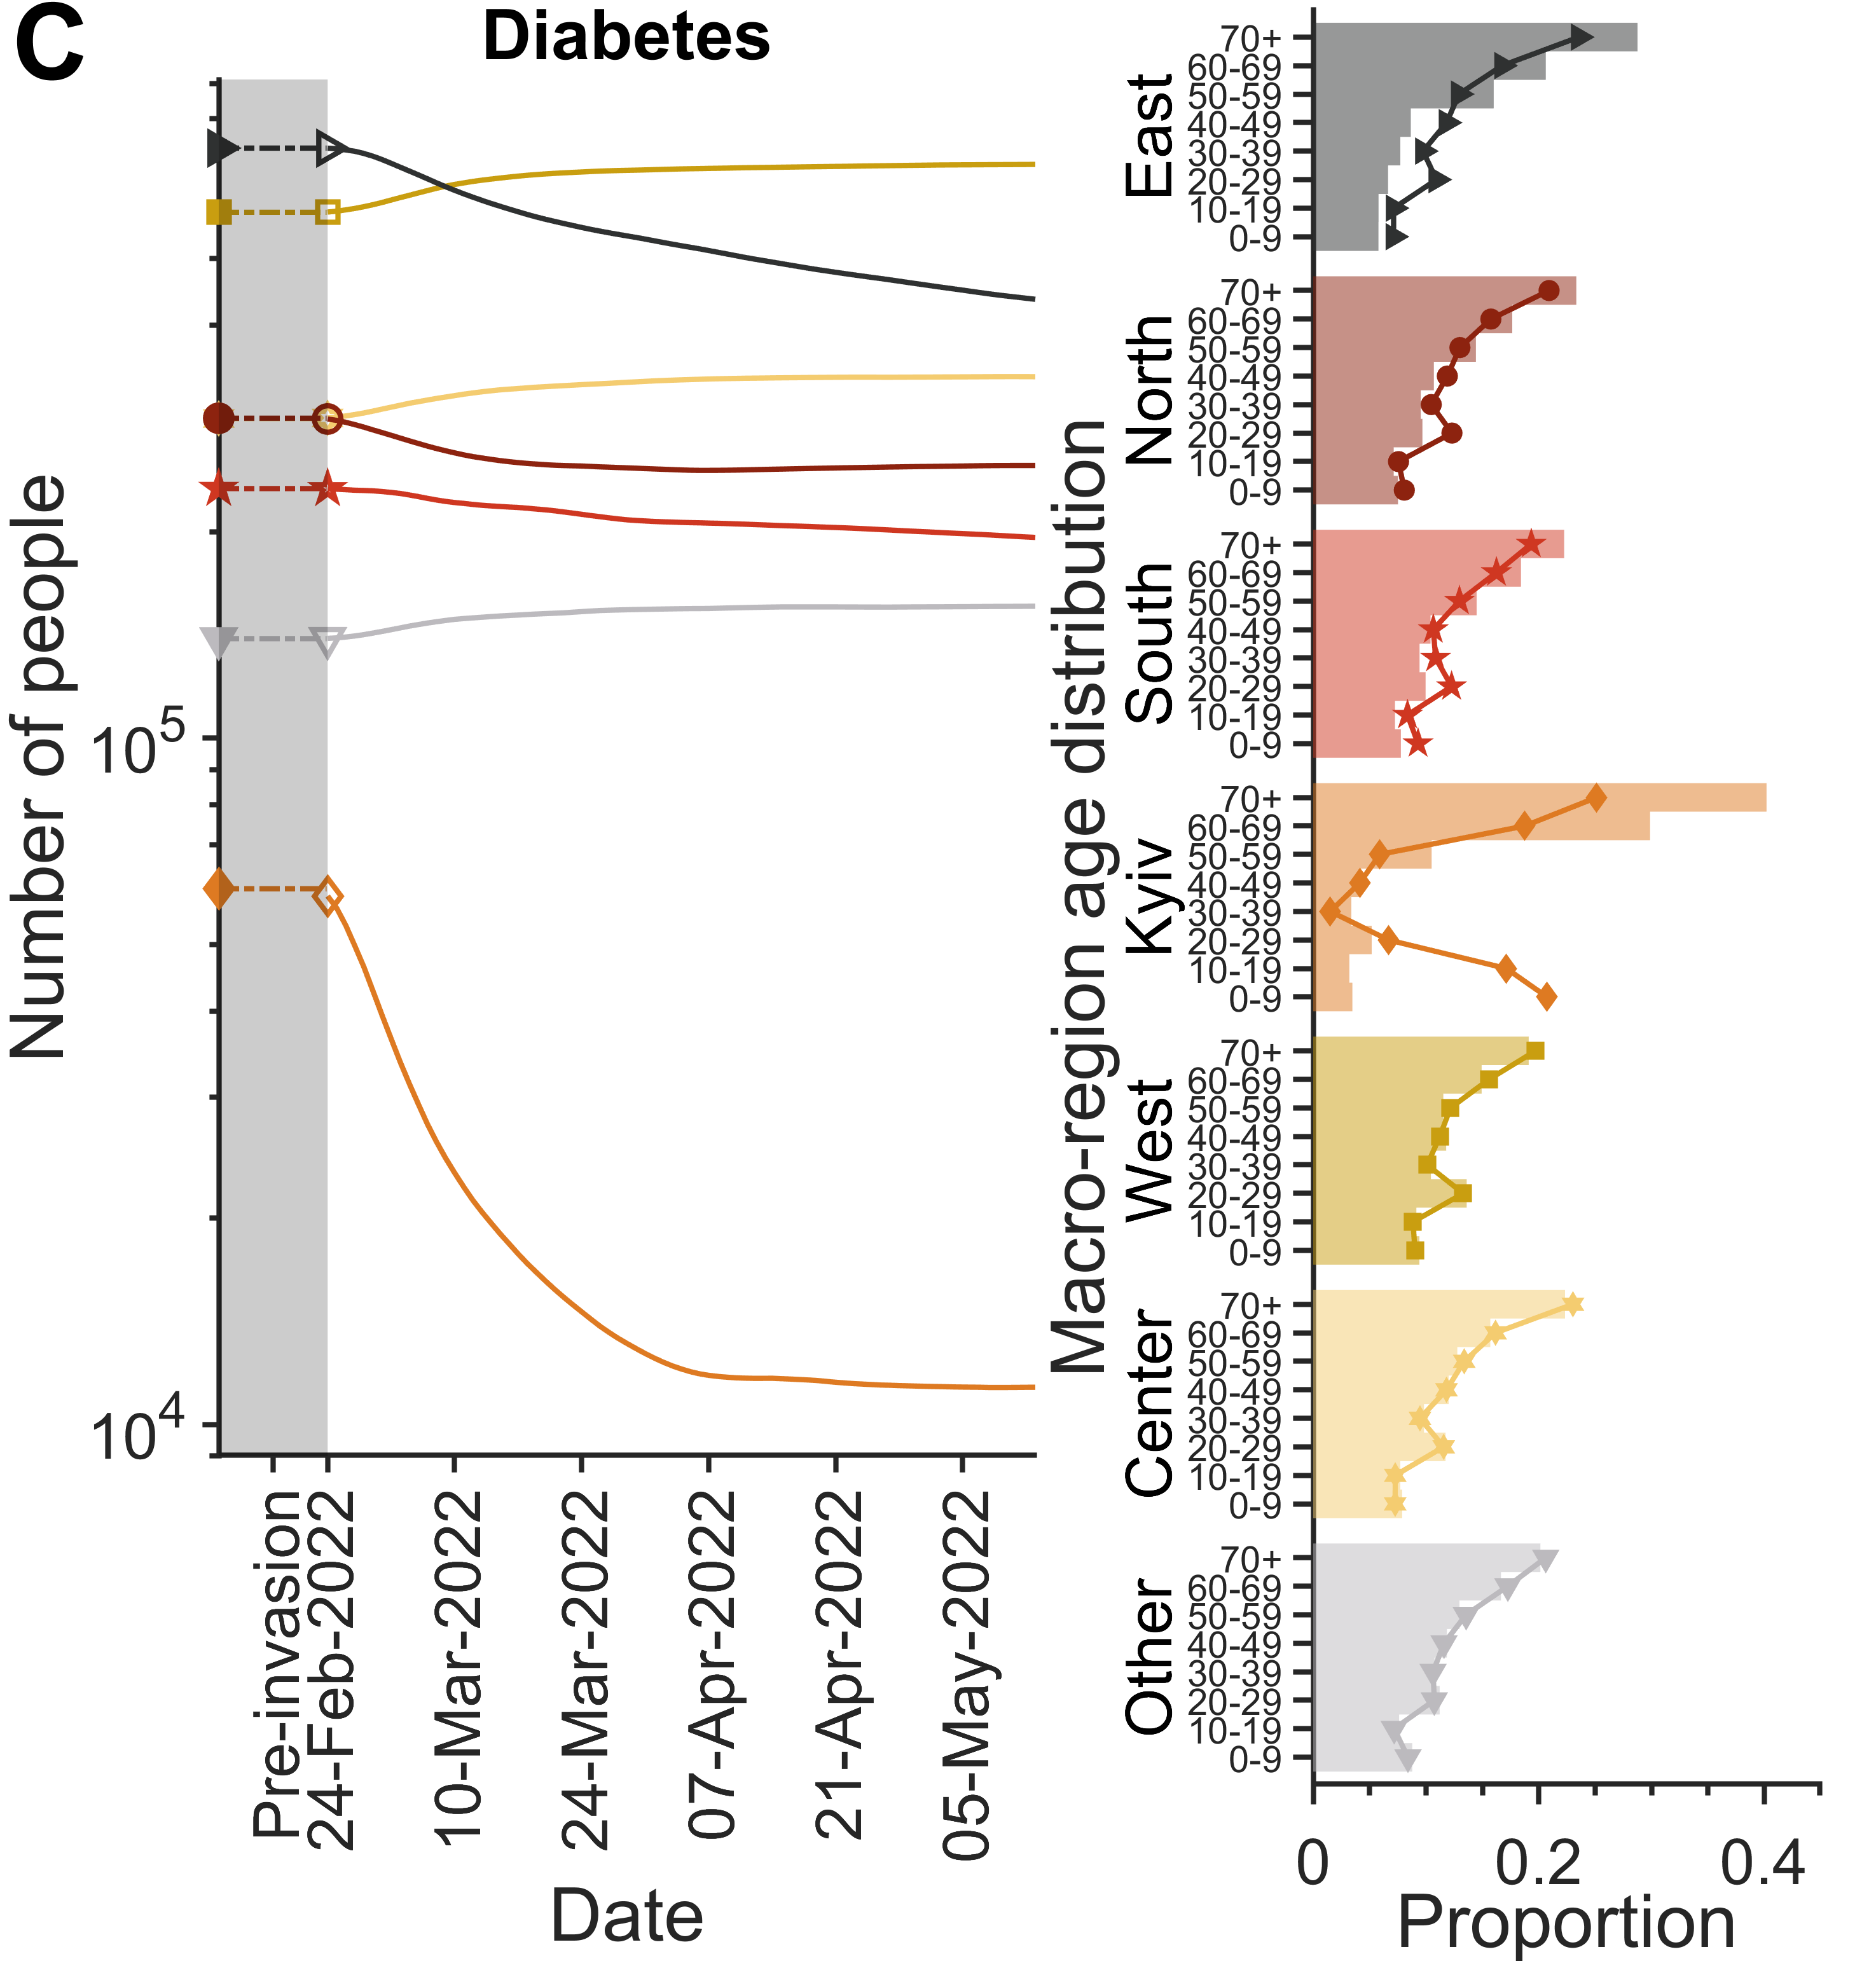 C
Diabetes
Number of people
10^5
10^4
Pre-invasion
24-Feb-2022
10-Mar-2022
24-Mar-2022
07-Apr-2022
21-Apr-2022
05-May-2022
Date
Macro-region age distribution
East
70+
60-69
50-59
40-49
30-39
20-29
10-19
0-9
North
70+
60-69
50-59
40-49
30-39
20-29
10-19
0-9
South
70+
60-69
50-59
40-49
30-39
20-29
10-19
0-9
Kyiv
70+
60-69
50-59
40-49
30-39
20-29
10-19
0-9
West
70+
60-69
50-59
40-49
30-39
20-29
10-19
0-9
Center
70+
60-69
50-59
40-49
30-39
20-29
10-19
0-9
Other
70+
60-69
50-59
40-49
30-39
20-29
10-19
0-9
0 0.2 0.4
Proportion